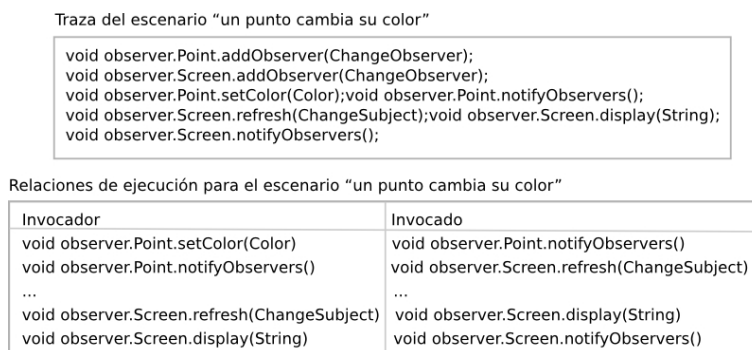 Traza del escenario “un punto cambia su color”
void observer.Point.addObserver(ChangeObserver);
void observer.Screen.addObserver(ChangeObserver);
void observer.Point.setColor(Color);void observer.Point.notifyObservers();
void observer.Screen.refresh(ChangeSubject);void observer.Screen.display(String);
void observer.Screen.notifyObservers();
Relaciones de ejecución para el escenario “un punto cambia su color”
Invocador Invocado
void observer.Point.setColor(Color) void observer.Point.notifyObservers()
void observer.Point.notifyObservers() void observer.Screen.refresh(ChangeSubject)
... ...
void observer.Screen.refresh(ChangeSubject) void observer.Screen.display(String)
void observer.Screen.display(String) void observer.Screen.notifyObservers()